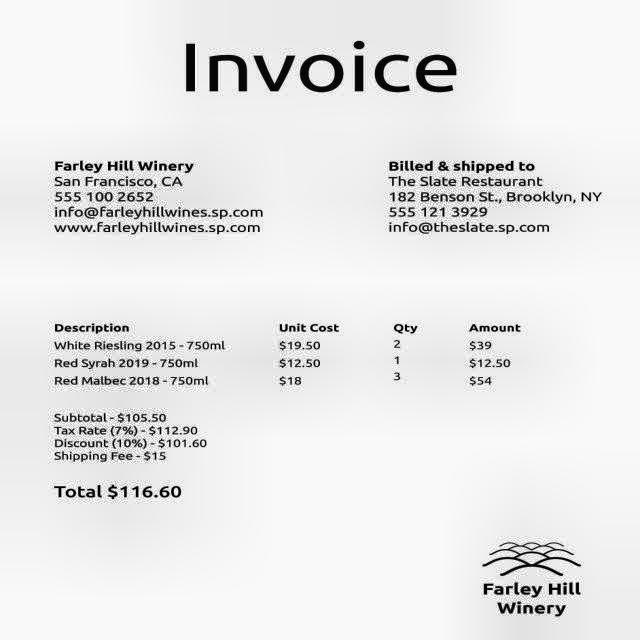 Invoice
Farley Hill Winery
San Francisco, CA
555 100 2652
info@farleyhillwines.sp.com
www.farleyhillwines.sp.com
Billed & shipped to
The Slate Restaurant
182 Benson St., Brooklyn, NY
555 121 3929
info@theslate.sp.com
Description Unit Cost Qty Amount
White Riesling 2015 - 750ml $19.50 2 $39
Red Syrah 2019 - 750ml $12.50 1 $12.50
Red Malbec 2018 - 750ml $18 3 $54
Subtotal - $105.50
Tax Rate (7%) - $112.90
Discount (10%) - $101.60
Shipping Fee - $15
Total $116.60
Farley Hill
Winery